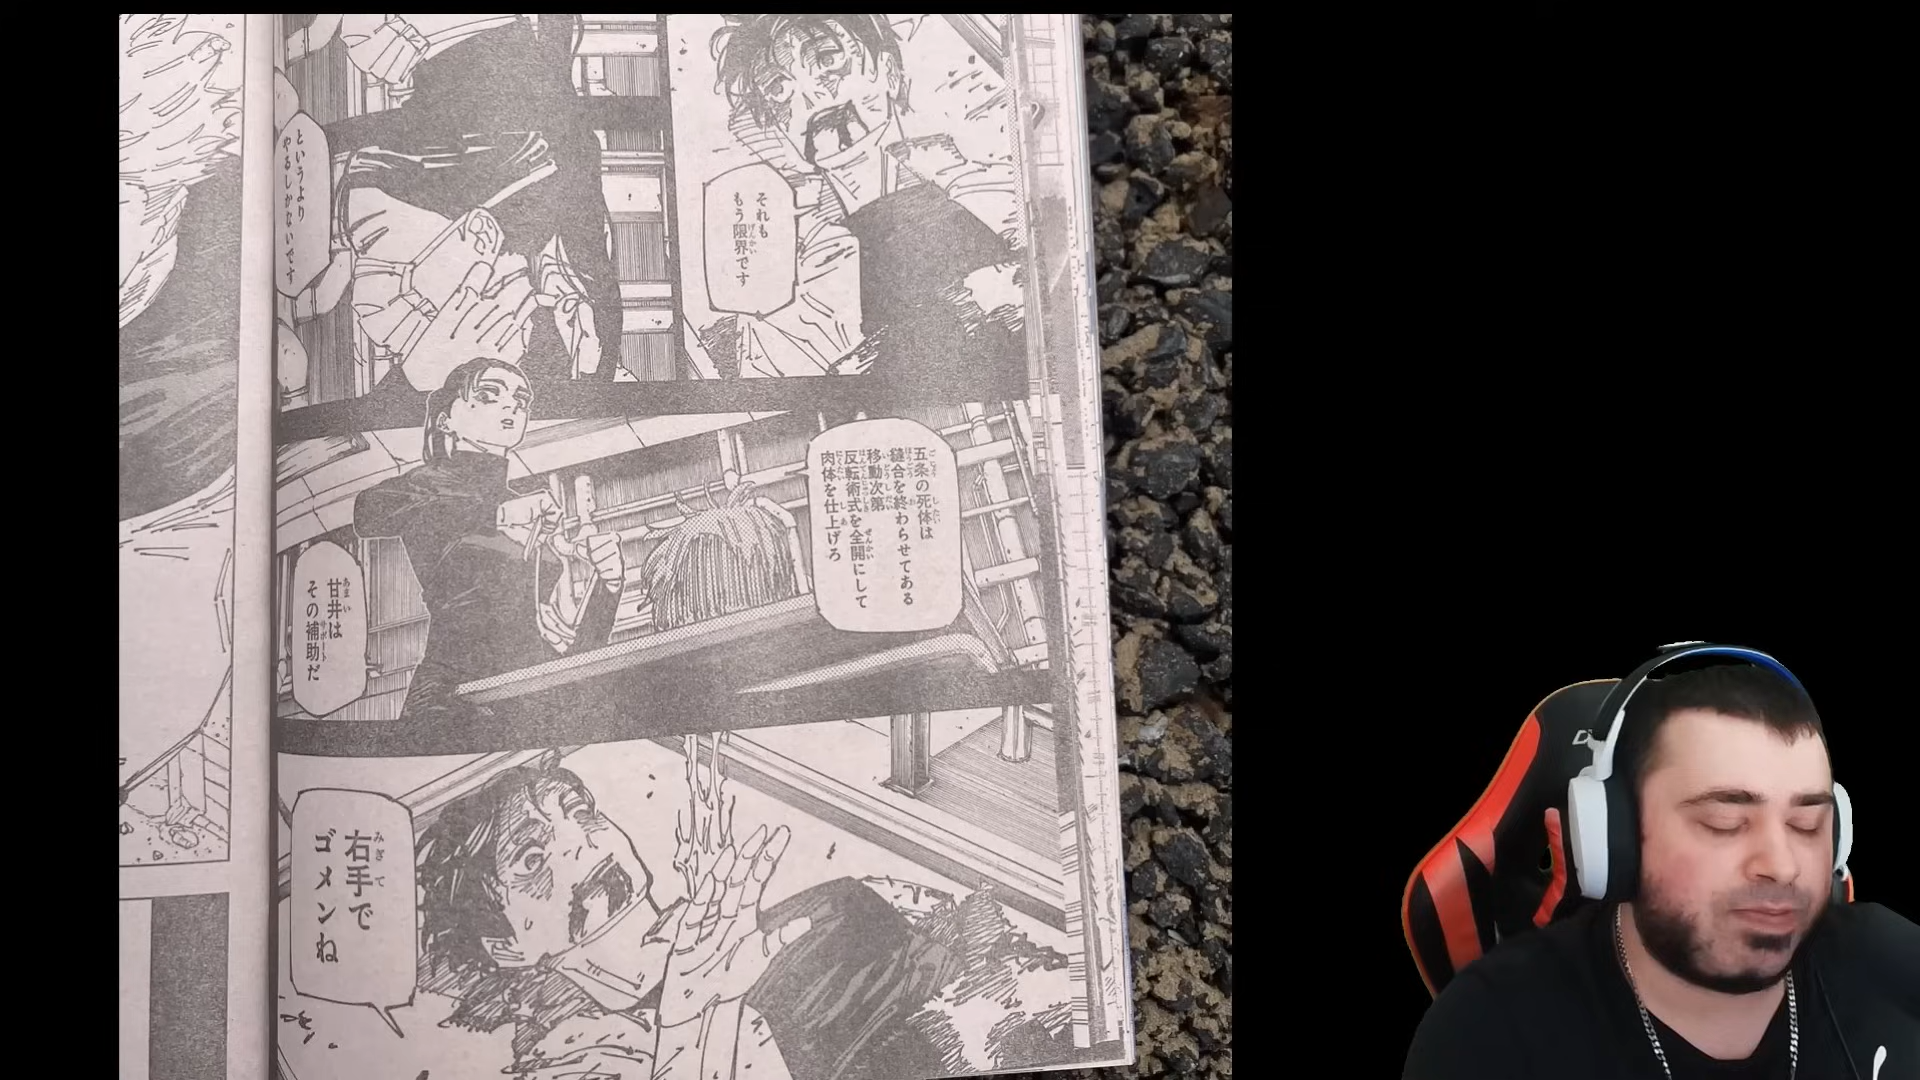 それも
もう限界です
というより
やるしかないです
五条の死体は
縫合を終わらせてある
移動次第
反転術式を全開にして
肉体を仕上げろ
甘井は
その補助だ
右手で
ゴメンね